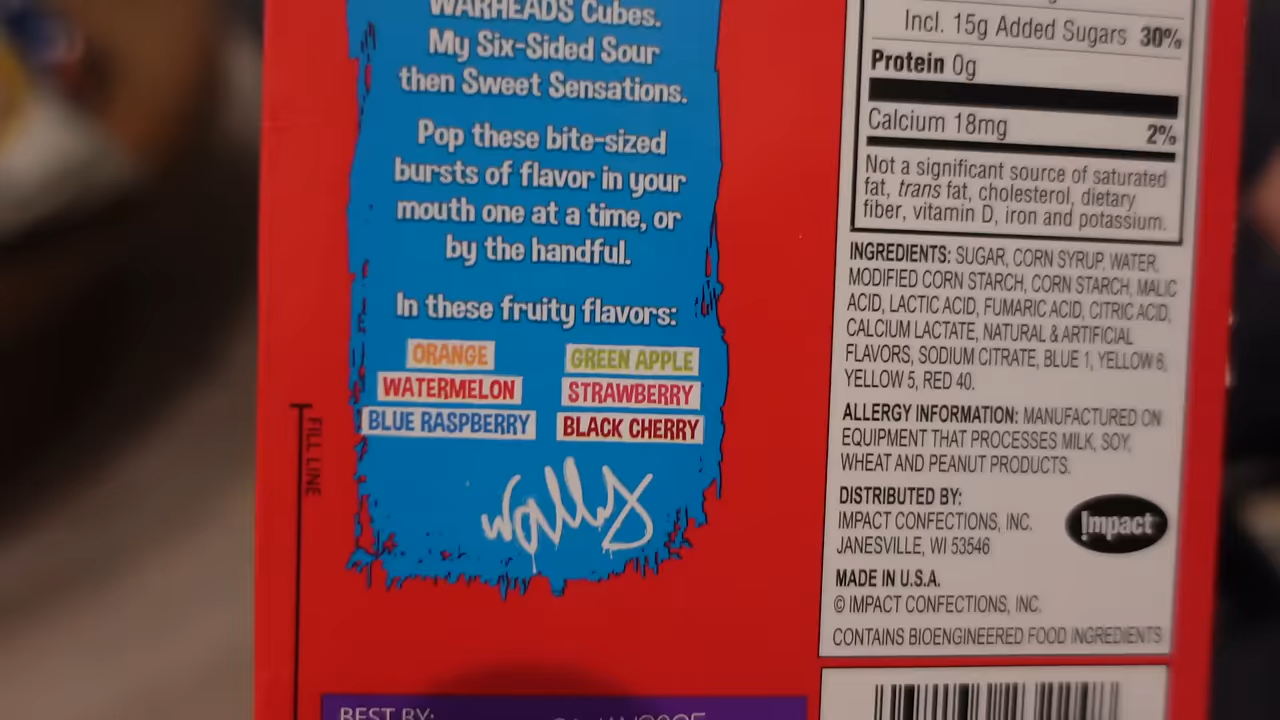 WARHEADS Cubes.
My Six-Sided Sour
then Sweet Sensations.
Pop these bite-sized
bursts of flavor in your
mouth one at a time, or
by the handful.
In these fruity flavors:
ORANGE
GREEN APPLE
WATERMELON
STRAWBERRY
BLUE RASPBERRY
BLACK CHERRY
Wally
FILL LINE
BEST BY:
Incl. 15g Added Sugars 30%
Protein 0g
Calcium 18mg 2%
Not a significant source of saturated
fat, trans fat, cholesterol, dietary
fiber, vitamin D, iron and potassium.
INGREDIENTS: SUGAR, CORN SYRUP, WATER,
MODIFIED CORN STARCH, CORN STARCH, MALIC
ACID, LACTIC ACID, FUMARIC ACID, CITRIC ACID,
CALCIUM LACTATE, NATURAL & ARTIFICIAL
FLAVORS, SODIUM CITRATE, BLUE 1, YELLOW 6,
YELLOW 5, RED 40.
ALLERGY INFORMATION: MANUFACTURED ON
EQUIPMENT THAT PROCESSES MILK, SOY,
WHEAT AND PEANUT PRODUCTS.
DISTRIBUTED BY:
IMPACT CONFECTIONS, INC.
JANESVILLE, WI 53546
Impact
MADE IN U.S.A.
© IMPACT CONFECTIONS, INC.
CONTAINS BIOENGINEERED FOOD INGREDIENTS